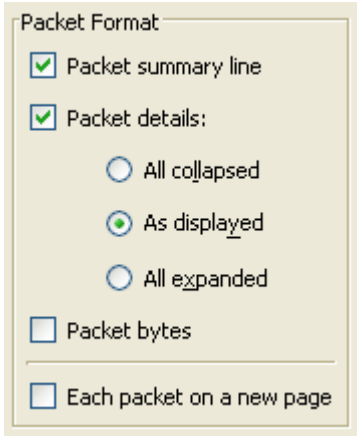 Packet Format
Packet summary line
Packet details:
All collapsed
As displayed
All expanded
Packet bytes
Each packet on a new page